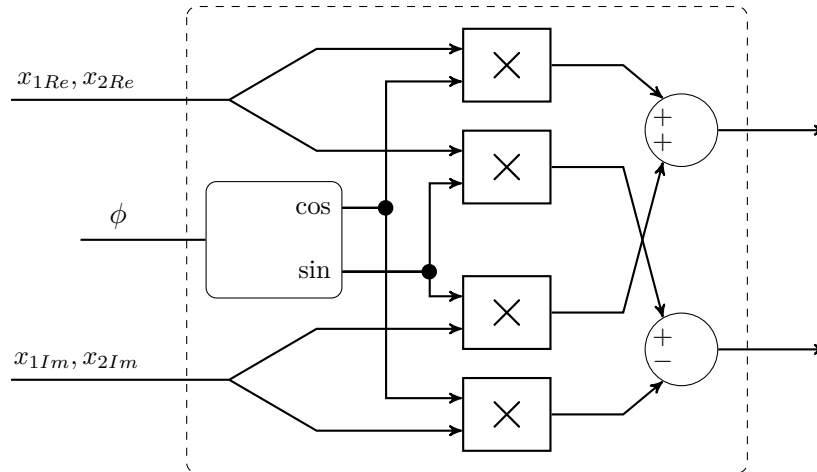 x₁Re, x₂Re
ϕ
cos
sin
x₁Im, x₂Im
×
×
×
×
+
+
+
−